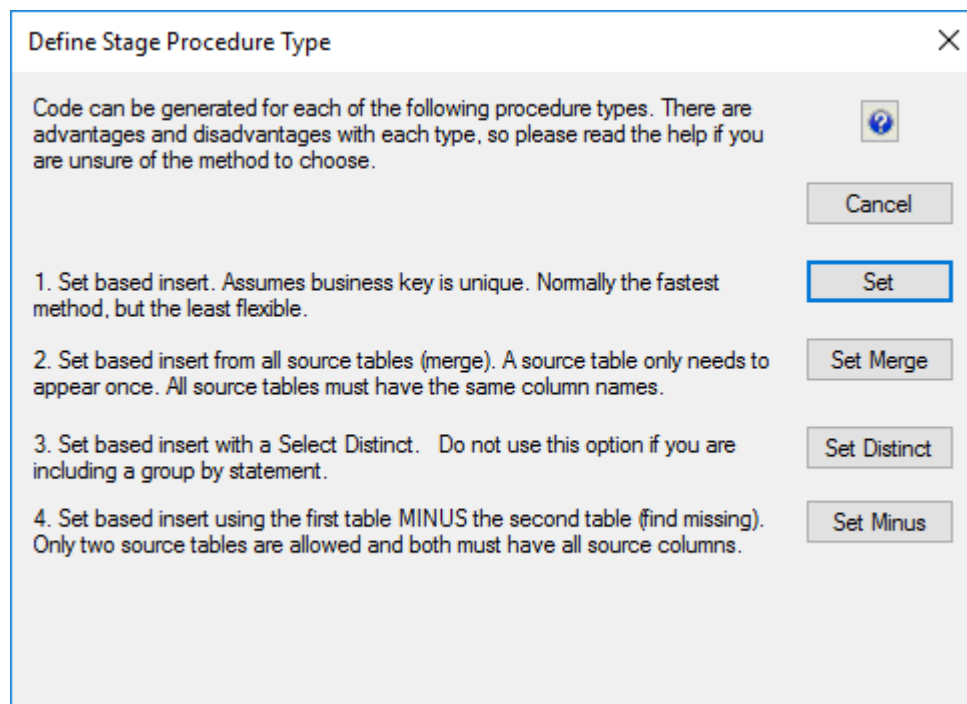 Define Stage Procedure Type
Code can be generated for each of the following procedure types. There are
advantages and disadvantages with each type, so please read the help if you
are unsure of the method to choose.
Cancel
1. Set based insert. Assumes business key is unique. Normally the fastest
method, but the least flexible.
Set
2. Set based insert from all source tables (merge). A source table only needs to
appear once. All source tables must have the same column names.
Set Merge
3. Set based insert with a Select Distinct.   Do not use this option if you are
including a group by statement.
Set Distinct
4. Set based insert using the first table MINUS the second table (find missing).
Only two source tables are allowed and both must have all source columns.
Set Minus